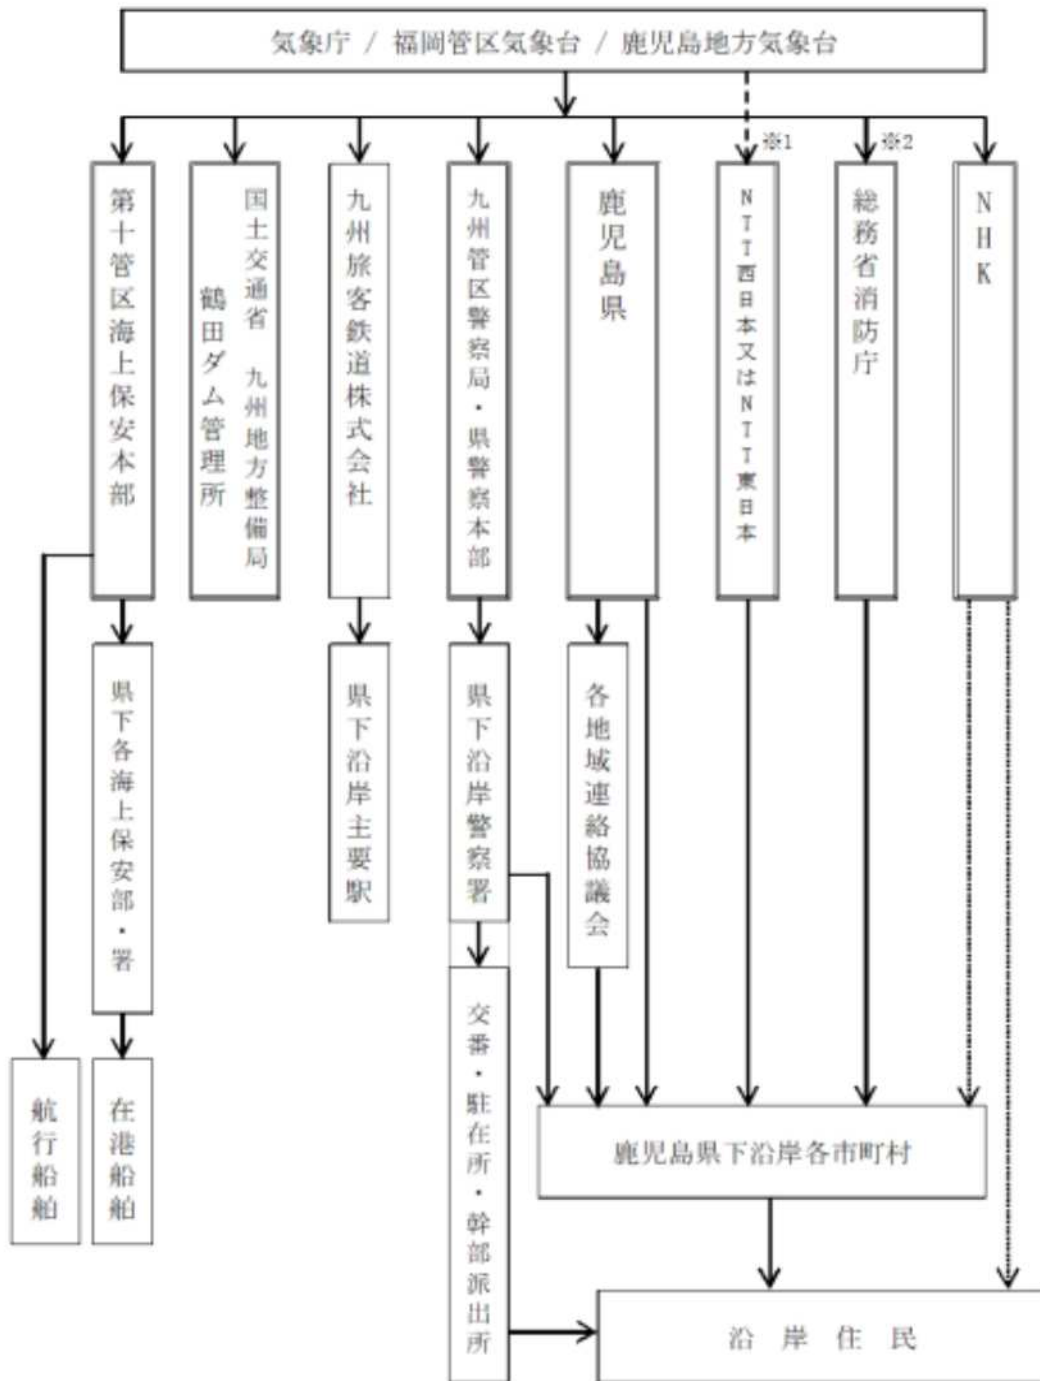 気象庁 / 福岡管区気象台 / 鹿児島地方気象台
※1
※2
第十管区海上保安本部
国土交通省 九州地方整備局
鶴田ダム管理所
九州旅客鉄道株式会社
九州管区警察局・県警察本部
鹿児島県
NTT西日本又はNTT東日本
総務省消防庁
NHK
県下各海上保安部・署
県下沿岸主要駅
県下沿岸警察署
各地域連絡協議会
航行船舶
在港船舶
交番・駐在所・幹部派出所
鹿児島県下沿岸各市町村
沿岸住民